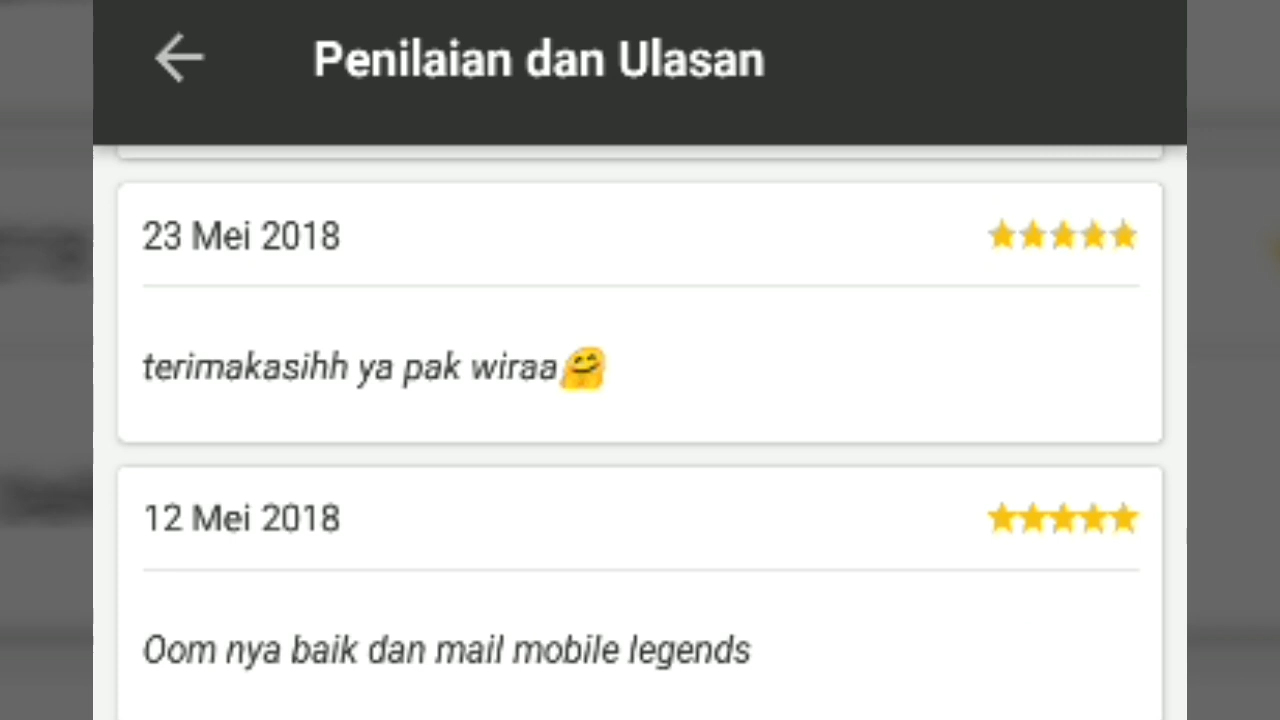 Penilaian dan Ulasan
23 Mei 2018
terimakasihh ya pak wiraa🤗
12 Mei 2018
Oom nya baik dan mail mobile legends